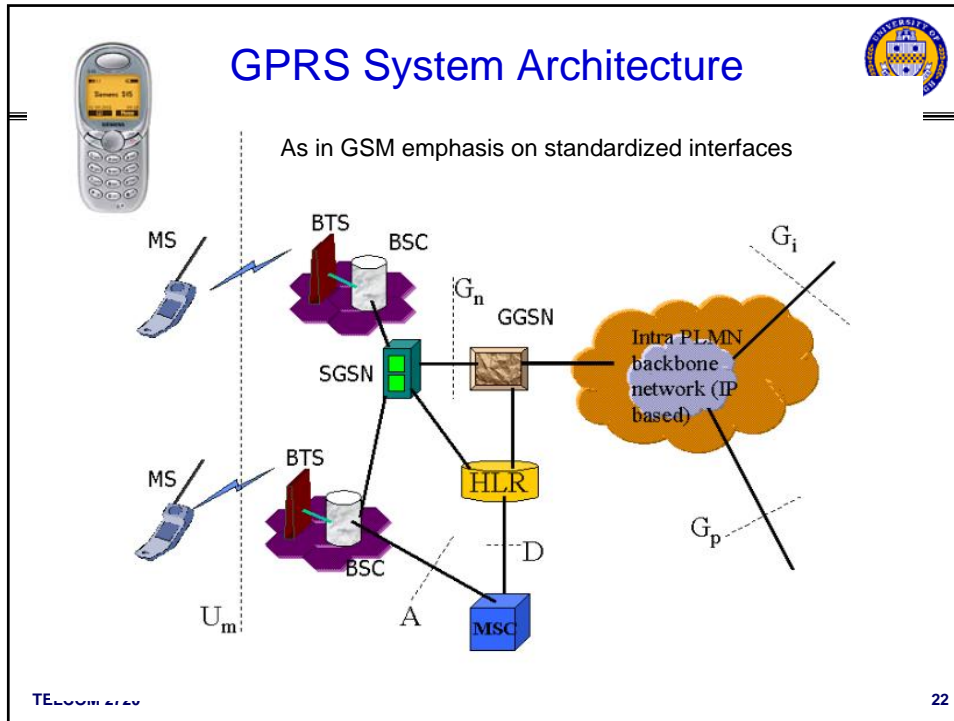 GPRS System Architecture
As in GSM emphasis on standardized interfaces
MS
BTS
BSC
Gn
GGSN
Gi
SGSN
Intra PLMN
backbone
network (IP
based)
MS
BTS
BSC
HLR
D
Gp
A
MSC
Um
22